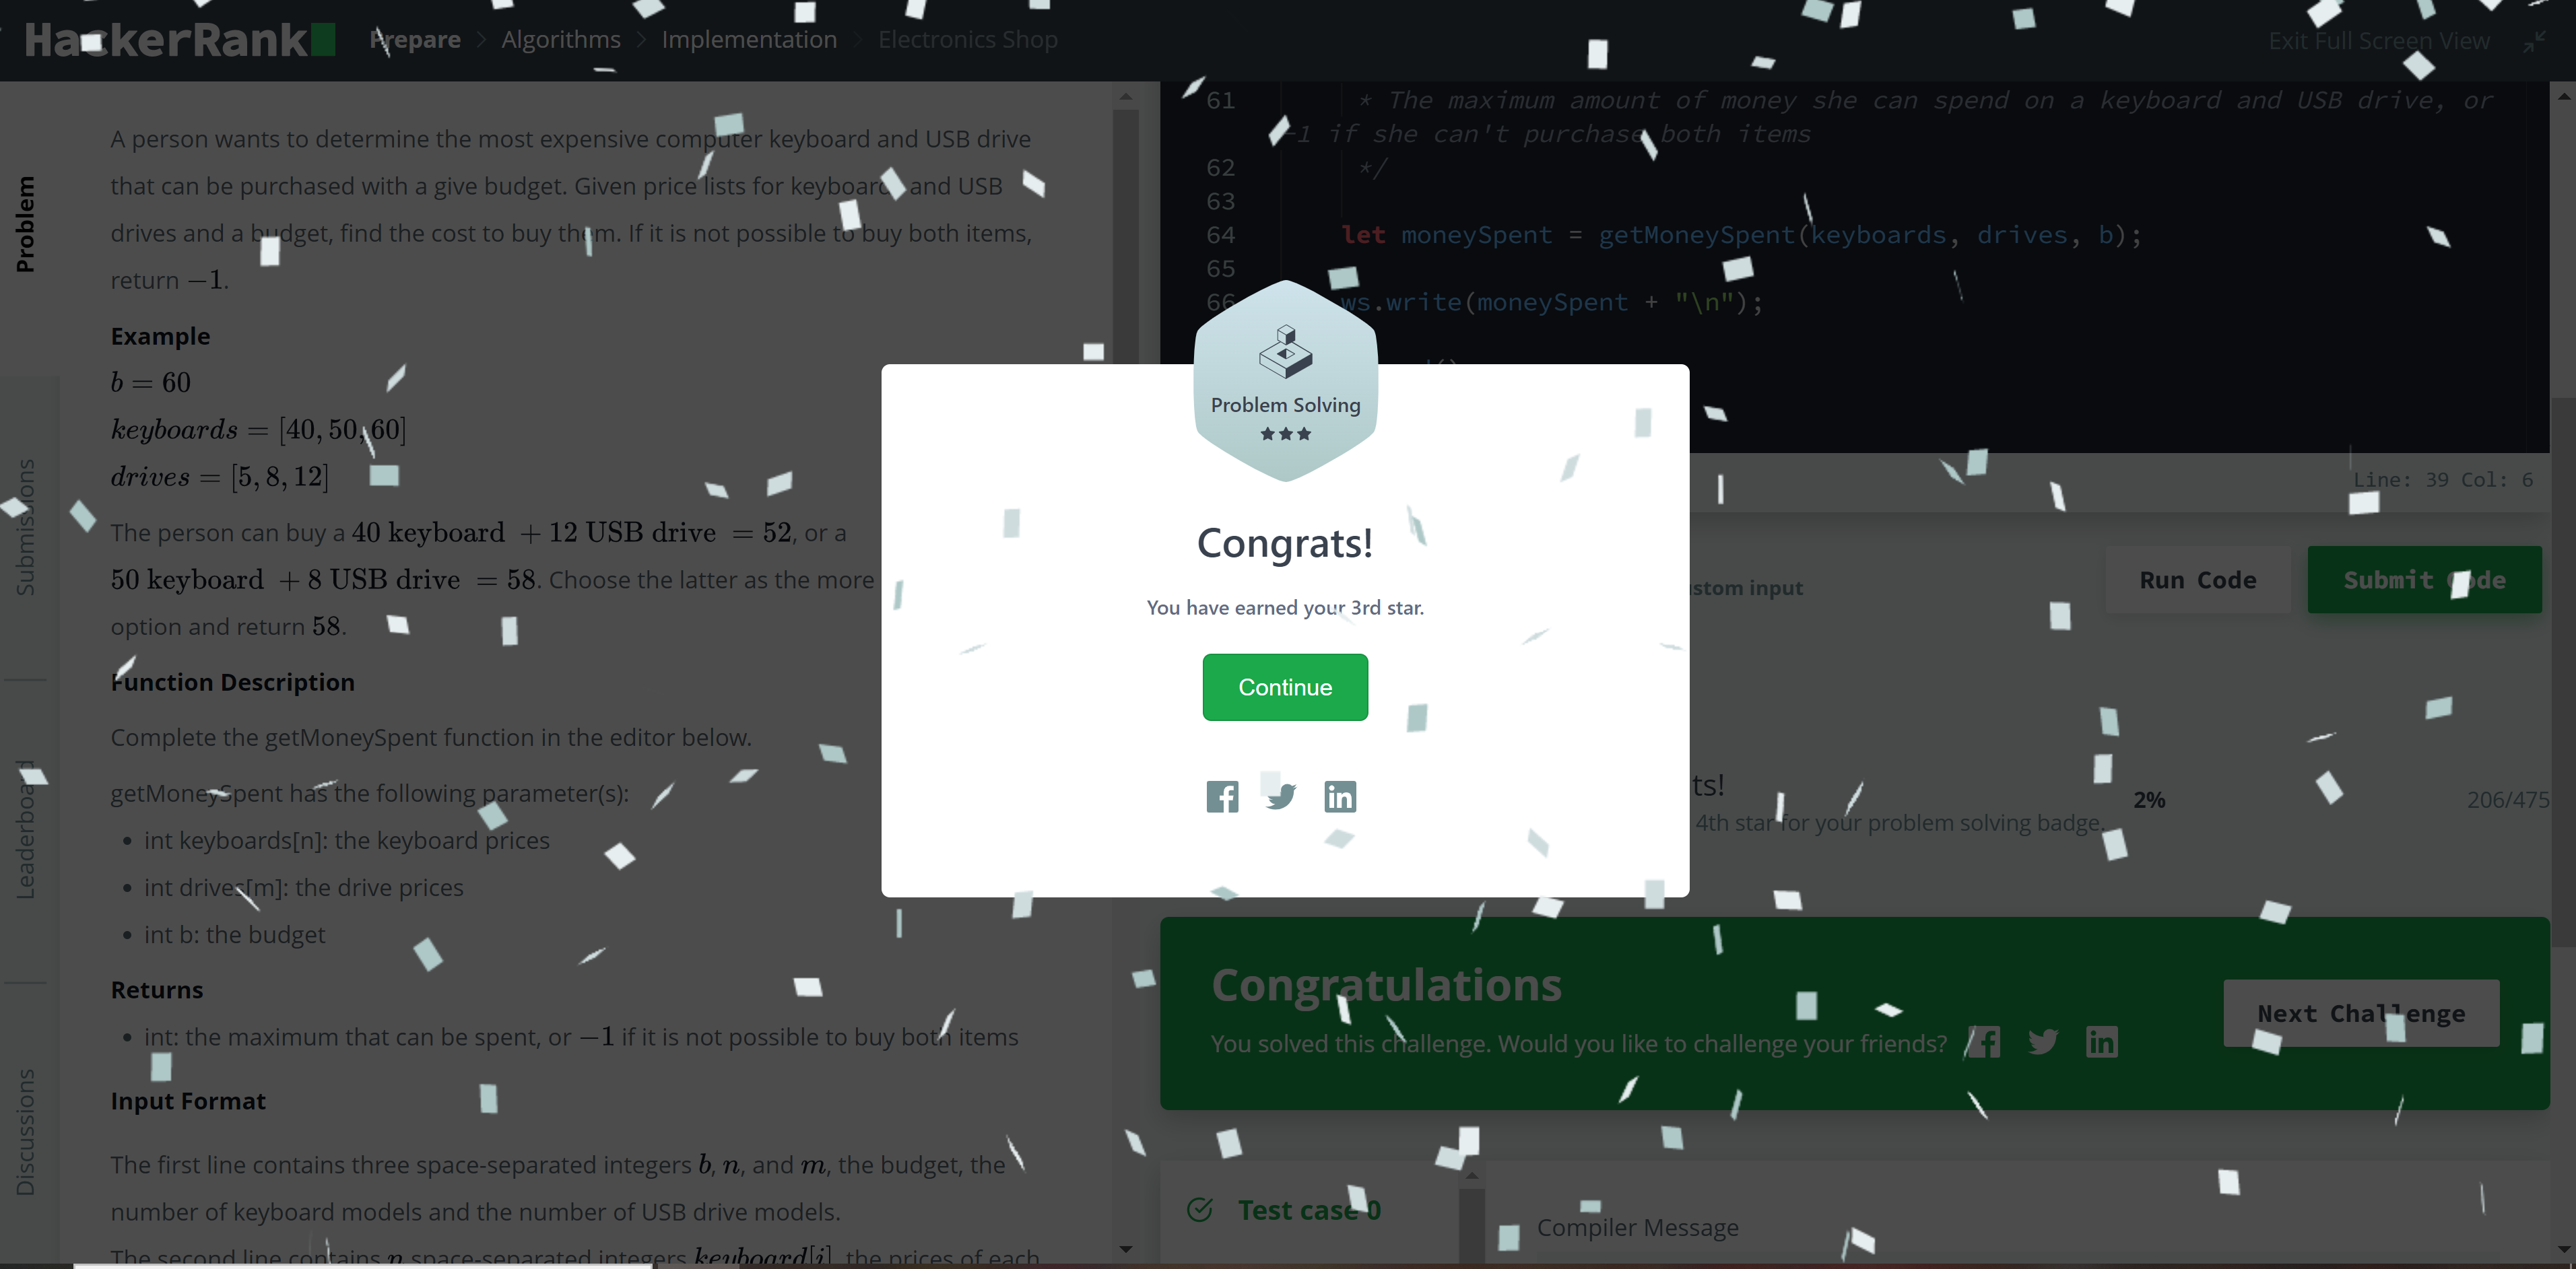 HackerRank
Prepare > Algorithms > Implementation > Electronics Shop
Exit Full Screen View
Problem
Submissions
Leaderboard
Discussions
A person wants to determine the most expensive computer keyboard and USB drive
that can be purchased with a give budget. Given price lists for keyboards and USB
drives and a budget, find the cost to buy them. If it is not possible to buy both items,
return −1.
Example
b = 60
keyboards = [40, 50, 60]
drives = [5, 8, 12]
The person can buy a 40 keyboard + 12 USB drive = 52, or a
50 keyboard + 8 USB drive = 58. Choose the latter as the more
option and return 58.
Function Description
Complete the getMoneySpent function in the editor below.
getMoneySpent has the following parameter(s):
• int keyboards[n]: the keyboard prices
• int drives[m]: the drive prices
• int b: the budget
Returns
• int: the maximum that can be spent, or −1 if it is not possible to buy both items
Input Format
The first line contains three space-separated integers b, n, and m, the budget, the
number of keyboard models and the number of USB drive models.
The second line contains n space-separated integers keyboard[i], the prices of each
61 * The maximum amount of money she can spend on a keyboard and USB drive, or
-1 if she can't purchase both items
62 */
63
64 let moneySpent = getMoneySpent(keyboards, drives, b);
65
66 ws.write(moneySpent + "\n");
Line: 39 Col: 6
Run Code
Submit Code
stom input
Problem Solving
Congrats!
You have earned your 3rd star.
Continue
ts!
4th star for your problem solving badge.
2%
206/475
Congratulations
You solved this challenge. Would you like to challenge your friends?
Next Challenge
Test case 0
Compiler Message